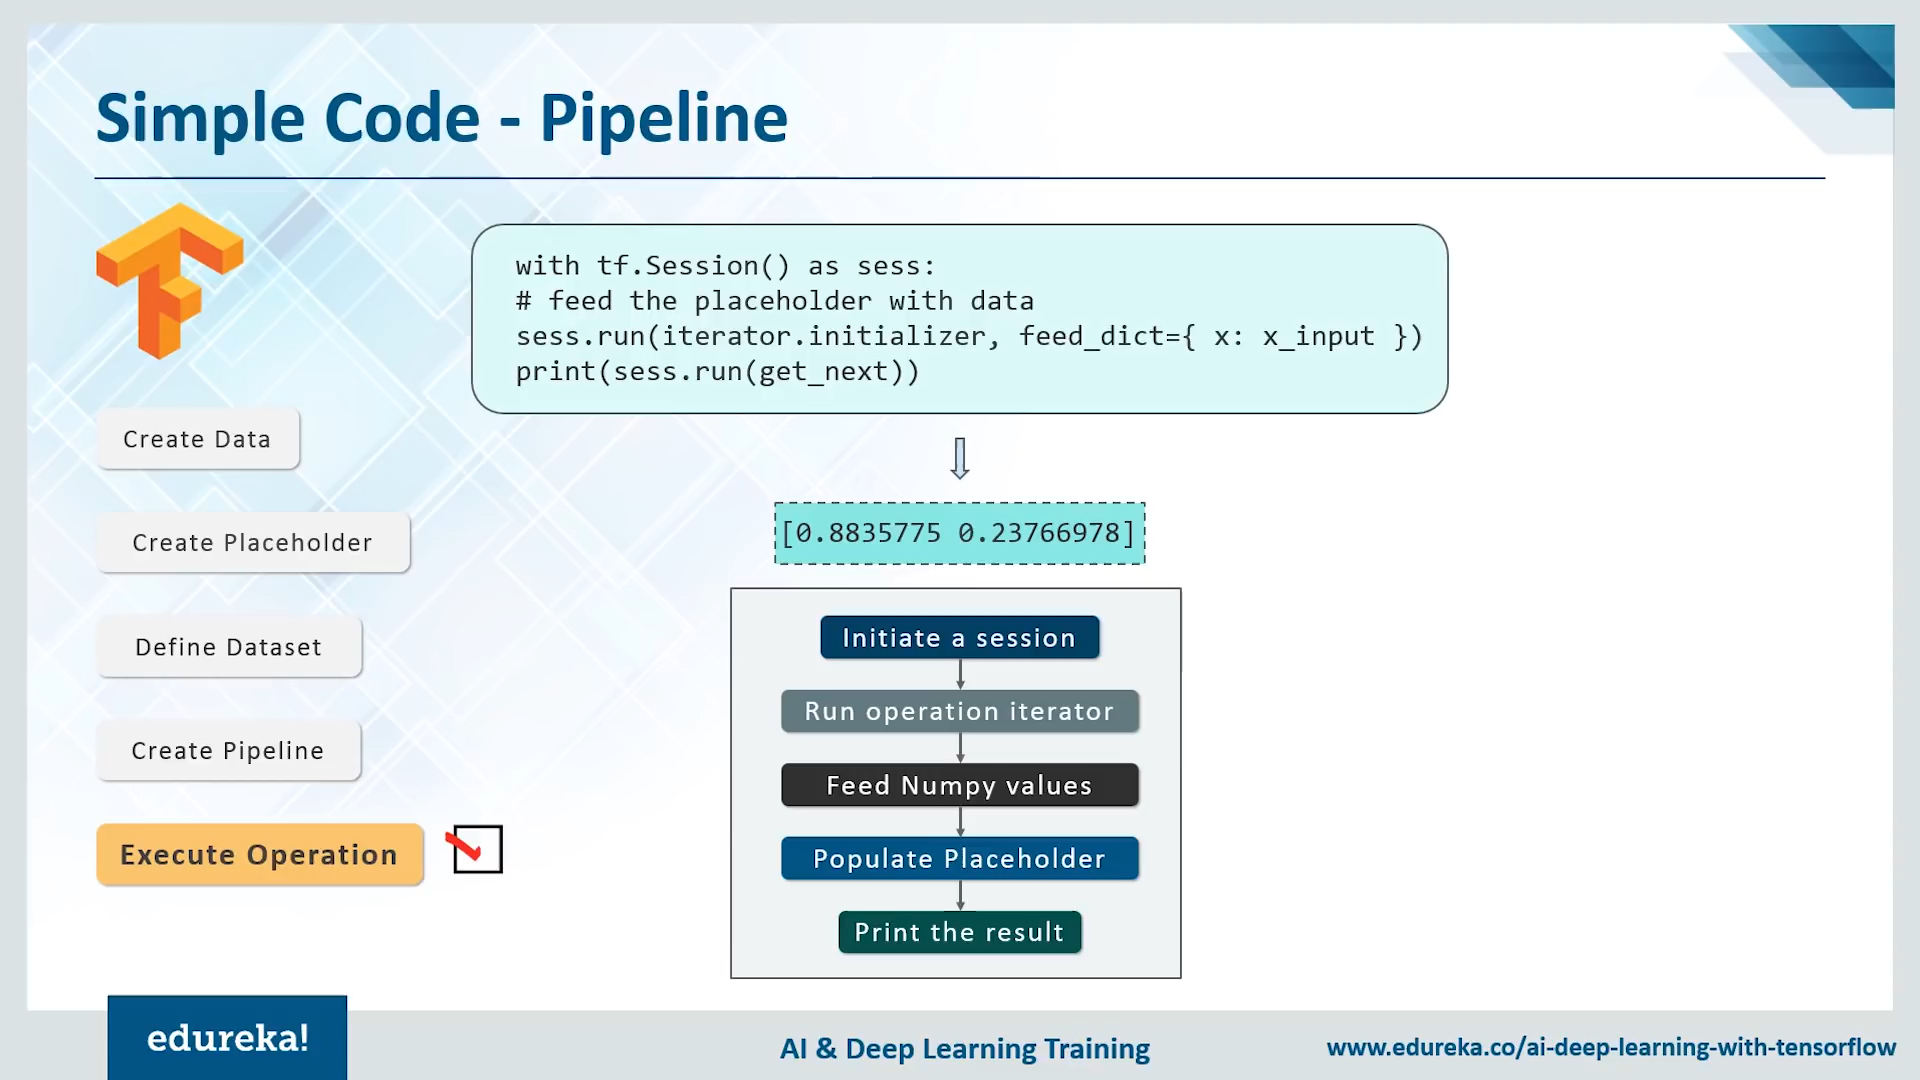 Simple Code - Pipeline
with tf.Session() as sess:
# feed the placeholder with data
sess.run(iterator.initializer, feed_dict={ x: x_input })
print(sess.run(get_next))
[0.8835775 0.23766978]
Create Data
Create Placeholder
Define Dataset
Create Pipeline
Execute Operation
Initiate a session
Run operation iterator
Feed Numpy values
Populate Placeholder
Print the result
edureka!
AI & Deep Learning Training
www.edureka.co/ai-deep-learning-with-tensorflow